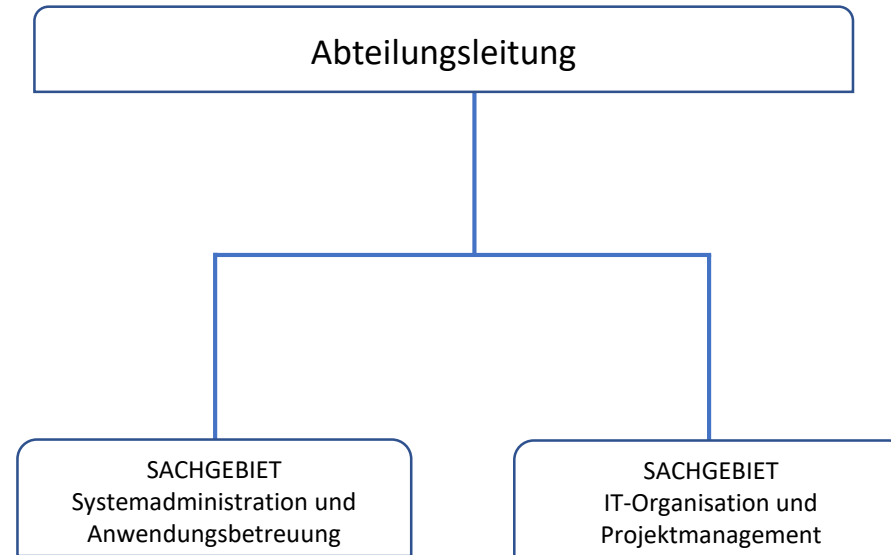 Abteilungsleitung
SACHGEBIET
Systemadministration und
Anwendungsbetreuung
SACHGEBIET
IT-Organisation und
Projektmanagement